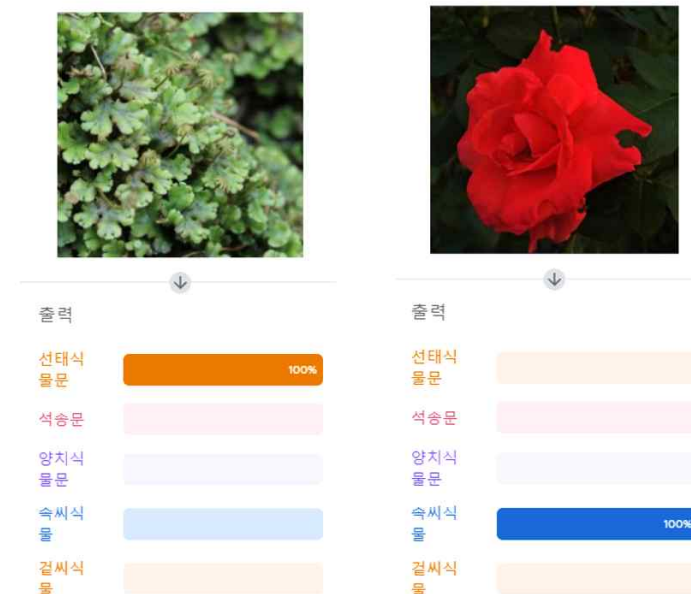 출력
선태식
물문
100%
석송문
양치식
물문
속씨식
물
겉씨식
물
출력
선태식
물문
석송문
양치식
물문
속씨식
물
100%
겉씨식
물